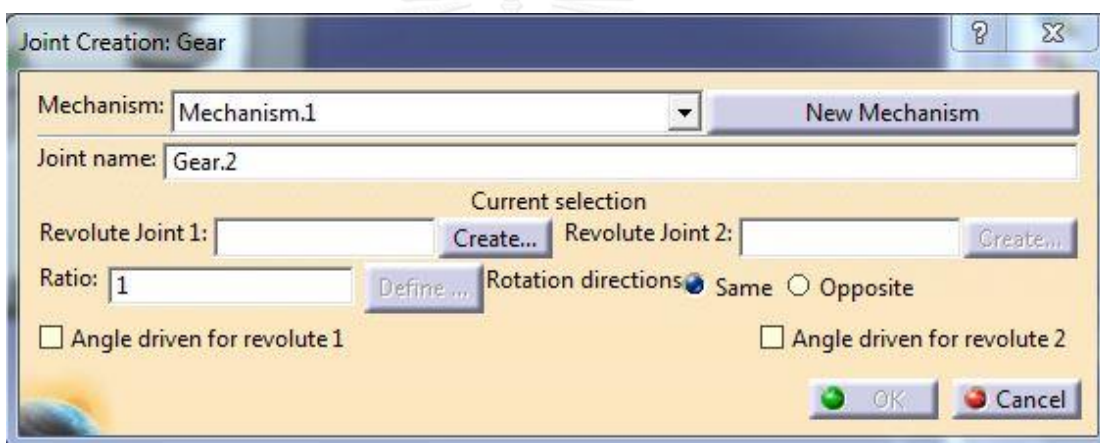 Joint Creation: Gear
Mechanism: Mechanism.1 New Mechanism
Joint name: Gear.2
Current selection
Revolute Joint 1: Create... Revolute Joint 2: Create...
Ratio: 1 Define ... Rotation directions Same Opposite
Angle driven for revolute 1 Angle driven for revolute 2
OK Cancel